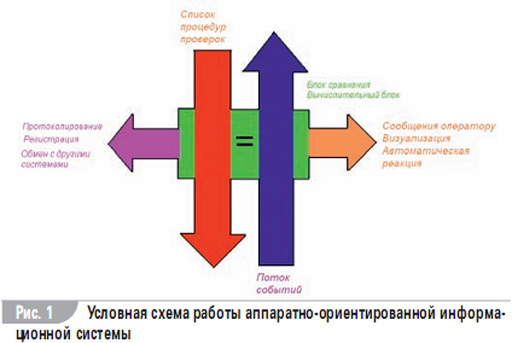 Список
процедур
проверок
Блок сравнения
Вычислительный блок
Протоколирование
Регистрация
Обмен с другими
системами
=
Сообщения оператору
Визуализация
Автоматическая
реакция
Поток
событий
Рис. 1 Условная схема работы аппаратно-ориентированной информа-
ционной системы